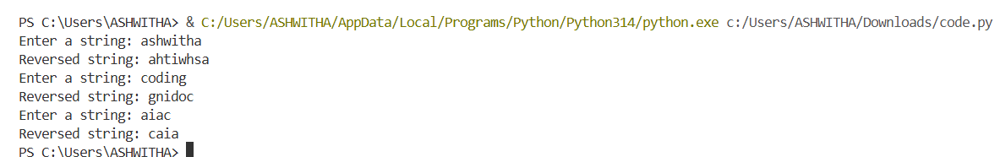 PS C:\Users\ASHWITHA> & C:/Users/ASHWITHA/AppData/Local/Programs/Python/Python314/python.exe c:/Users/ASHWITHA/Downloads/code.py
Enter a string: ashwitha
Reversed string: ahtiwhsa
Enter a string: coding
Reversed string: gnidoc
Enter a string: aiac
Reversed string: caia
PS C:\Users\ASHWITHA>